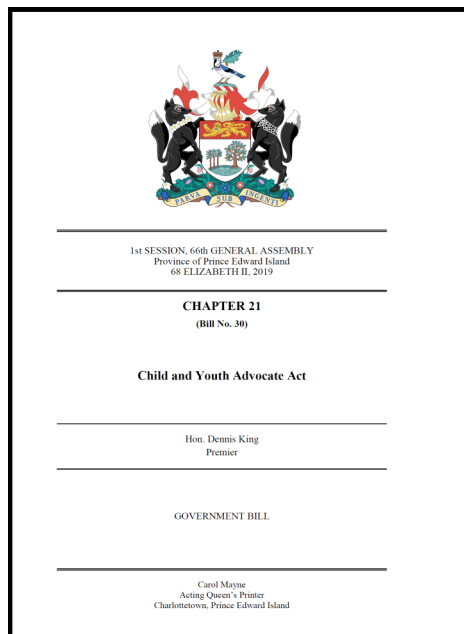 PARVA SUB INGENTI
1st SESSION, 66th GENERAL ASSEMBLY
Province of Prince Edward Island
68 ELIZABETH II, 2019
CHAPTER 21
(Bill No. 30)
Child and Youth Advocate Act
Hon. Dennis King
Premier
GOVERNMENT BILL
Carol Mayne
Acting Queen's Printer
Charlottetown, Prince Edward Island